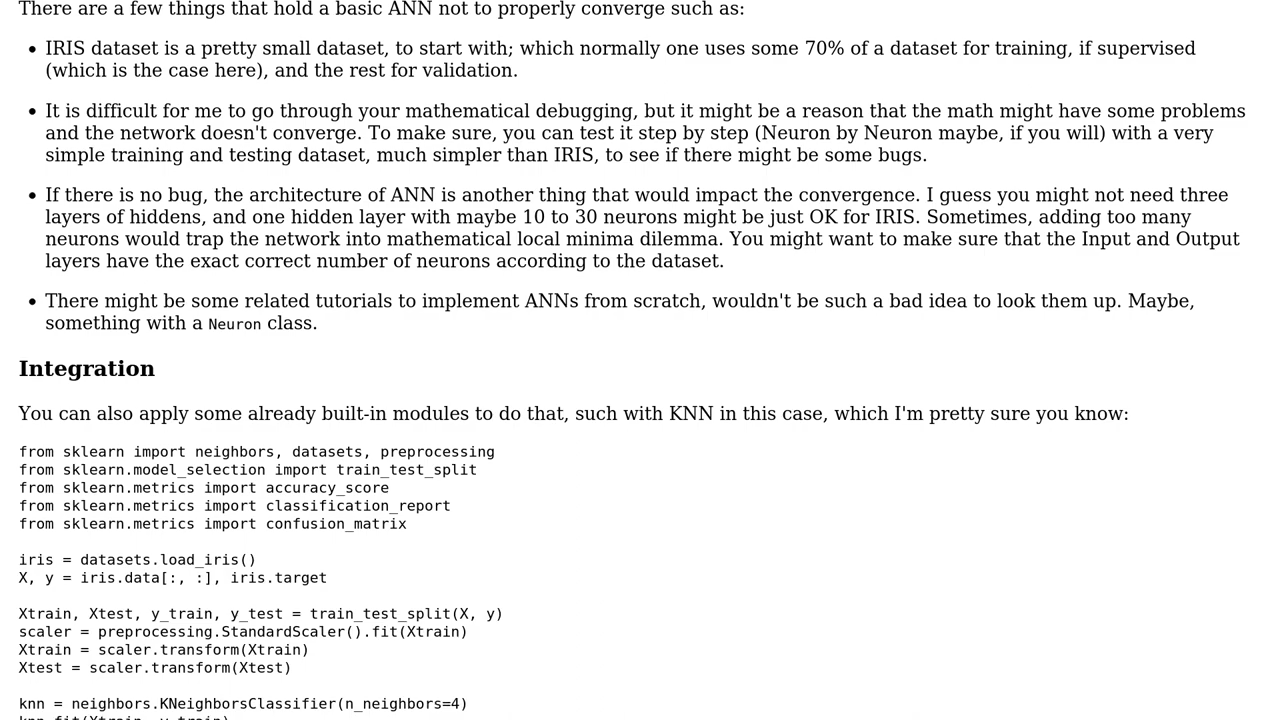 There are a few things that hold a basic ANN not to properly converge such as:
• IRIS dataset is a pretty small dataset, to start with; which normally one uses some 70% of a dataset for training, if supervised
(which is the case here), and the rest for validation.
• It is difficult for me to go through your mathematical debugging, but it might be a reason that the math might have some problems
and the network doesn't converge. To make sure, you can test it step by step (Neuron by Neuron maybe, if you will) with a very
simple training and testing dataset, much simpler than IRIS, to see if there might be some bugs.
• If there is no bug, the architecture of ANN is another thing that would impact the convergence. I guess you might not need three
layers of hiddens, and one hidden layer with maybe 10 to 30 neurons might be just OK for IRIS. Sometimes, adding too many
neurons would trap the network into mathematical local minima dilemma. You might want to make sure that the Input and Output
layers have the exact correct number of neurons according to the dataset.
• There might be some related tutorials to implement ANNs from scratch, wouldn't be such a bad idea to look them up. Maybe,
something with a Neuron class.
Integration
You can also apply some already built-in modules to do that, such with KNN in this case, which I'm pretty sure you know:
from sklearn import neighbors, datasets, preprocessing
from sklearn.model_selection import train_test_split
from sklearn.metrics import accuracy_score
from sklearn.metrics import classification_report
from sklearn.metrics import confusion_matrix
iris = datasets.load_iris()
X, y = iris.data[:, :], iris.target
Xtrain, Xtest, y_train, y_test = train_test_split(X, y)
scaler = preprocessing.StandardScaler().fit(Xtrain)
Xtrain = scaler.transform(Xtrain)
Xtest = scaler.transform(Xtest)
knn = neighbors.KNeighborsClassifier(n_neighbors=4)
knn.fit(Xtrain, y_train)